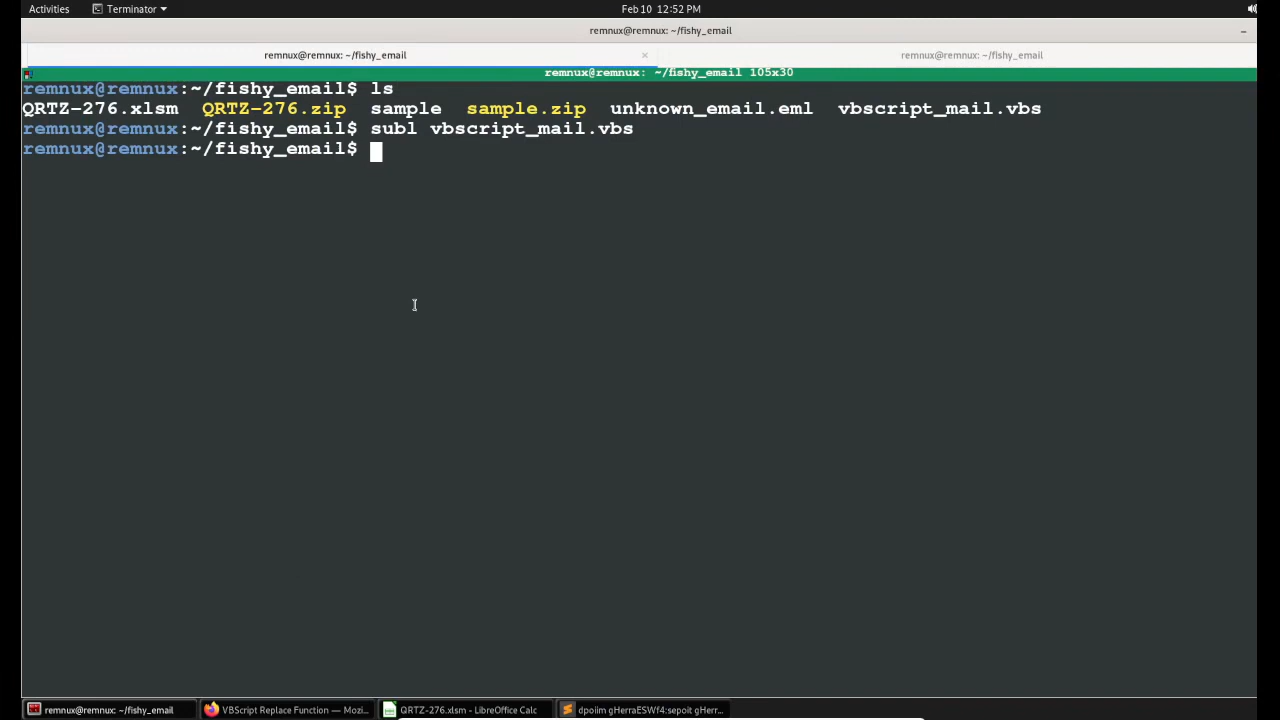 Activities Terminator Feb 10 12:52 PM
remnux@remnux: ~/fishy_email
remnux@remnux: ~/fishy_email × remnux@remnux: ~/fishy_email
remnux@remnux: ~/fishy_email 105x30
remnux@remnux:~/fishy_email$ ls
QRTZ-276.xlsm QRTZ-276.zip sample sample.zip unknown_email.eml vbscript_mail.vbs
remnux@remnux:~/fishy_email$ subl vbscript_mail.vbs
remnux@remnux:~/fishy_email$
remnux@remnux: ~/fishy_email VBScript Replace Function — Mozi... QRTZ-276.xlsm - LibreOffice Calc dpoiim gHerraESWf4:sepoit gHerr...